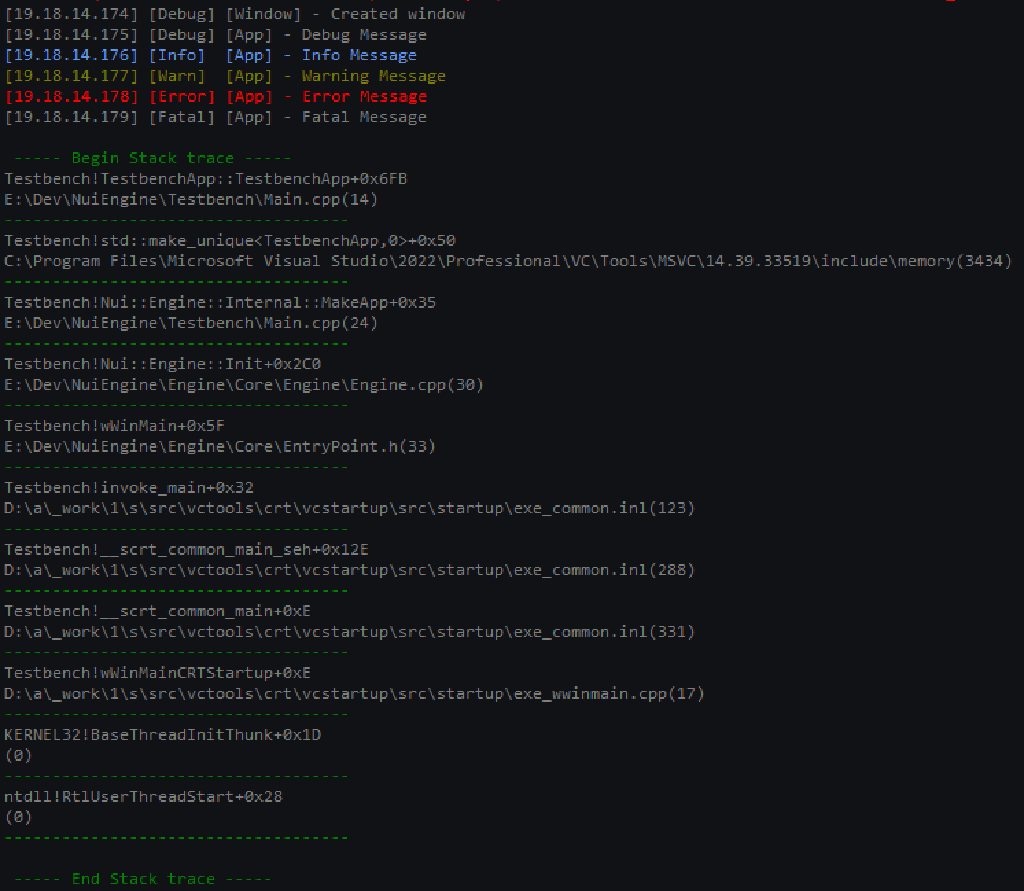 [19.18.14.174] [Debug] [Window] - Created window
[19.18.14.175] [Debug] [App] - Debug Message
[19.18.14.176] [Info]  [App] - Info Message
[19.18.14.177] [Warn]  [App] - Warning Message
[19.18.14.178] [Error] [App] - Error Message
[19.18.14.179] [Fatal] [App] - Fatal Message
----- Begin Stack trace -----
Testbench!TestbenchApp::TestbenchApp+0x6FB
E:\Dev\NuiEngine\Testbench\Main.cpp(14)
------------------------------------
Testbench!std::make_unique<TestbenchApp,0>+0x50
C:\Program Files\Microsoft Visual Studio\2022\Professional\VC\Tools\MSVC\14.39.33519\include\memory(3434)
------------------------------------
Testbench!Nui::Engine::Internal::MakeApp+0x35
E:\Dev\NuiEngine\Testbench\Main.cpp(24)
------------------------------------
Testbench!Nui::Engine::Init+0x2C0
E:\Dev\NuiEngine\Engine\Core\Engine\Engine.cpp(30)
------------------------------------
Testbench!wWinMain+0x5F
E:\Dev\NuiEngine\Engine\Core\EntryPoint.h(33)
------------------------------------
Testbench!invoke_main+0x32
D:\a\_work\1\s\src\vctools\crt\vcstartup\src\startup\exe_common.inl(123)
------------------------------------
Testbench!__scrt_common_main_seh+0x12E
D:\a\_work\1\s\src\vctools\crt\vcstartup\src\startup\exe_common.inl(288)
------------------------------------
Testbench!__scrt_common_main+0xE
D:\a\_work\1\s\src\vctools\crt\vcstartup\src\startup\exe_common.inl(331)
------------------------------------
Testbench!wWinMainCRTStartup+0xE
D:\a\_work\1\s\src\vctools\crt\vcstartup\src\startup\exe_wwinmain.cpp(17)
------------------------------------
KERNEL32!BaseThreadInitThunk+0x1D
(0)
------------------------------------
ntdll!RtlUserThreadStart+0x28
(0)
------------------------------------
----- End Stack trace -----